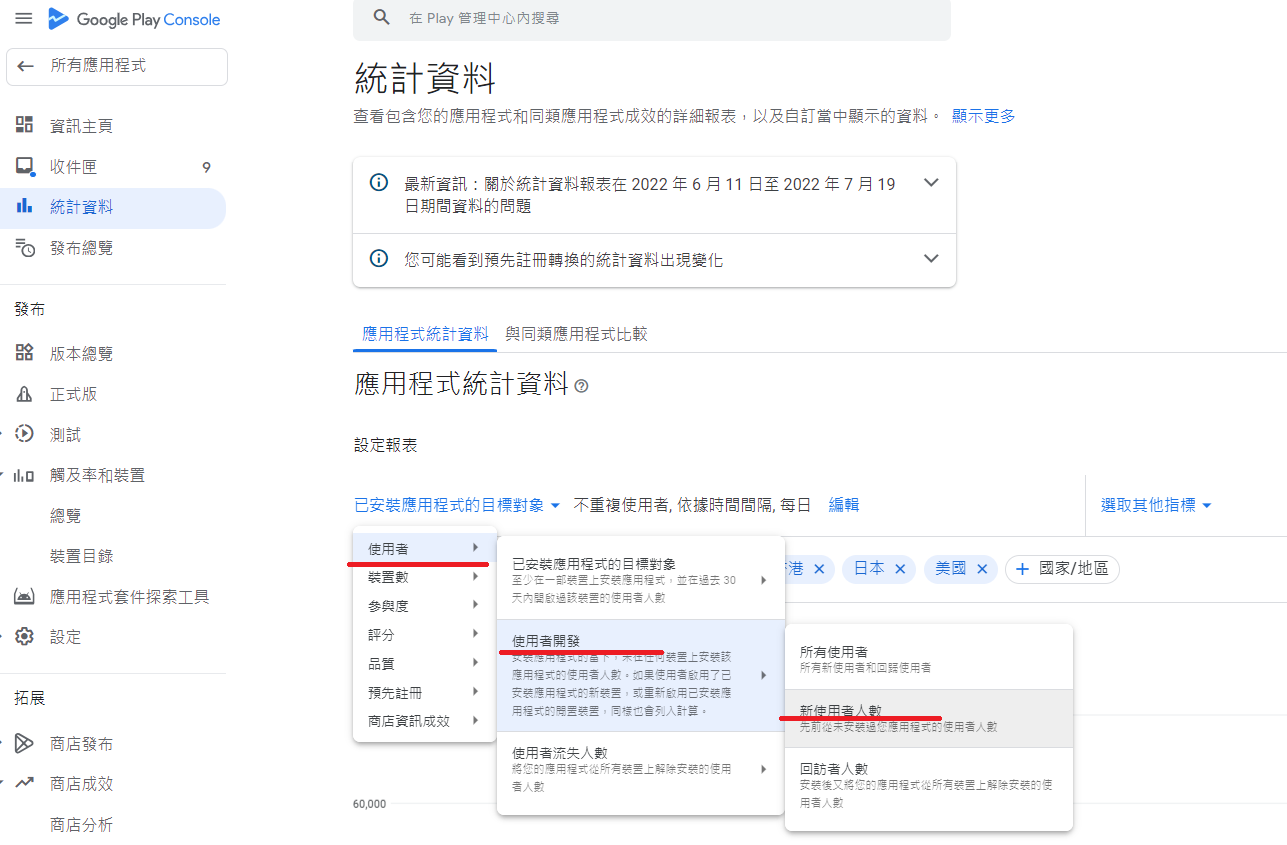 Google Play Console
在 Play 管理中心內搜尋
所有應用程式
資訊主頁
收件匣 9
統計資料
發布總覽
發布
版本總覽
正式版
測試
觸及率和裝置
總覽
裝置目錄
應用程式套件探索工具
設定
拓展
商店發布
商店成效
商店分析
統計資料
查看包含您的應用程式和同類應用程式成效的詳細報表，以及自訂當中顯示的資料。 顯示更多
最新資訊：關於統計資料報表在 2022 年 6 月 11 日至 2022 年 7 月 19
日期間資料的問題
您可能看到預先註冊轉換的統計資料出現變化
應用程式統計資料 與同類應用程式比較
應用程式統計資料
設定報表
已安裝應用程式的目標對象 不重複使用者, 依據時間間隔, 每日 編輯 選取其他指標
港 日本 美國 國家/地區
使用者
裝置數
參與度
評分
品質
預先註冊
商店資訊成效
已安裝應用程式的目標對象
至少在一部裝置上安裝應用程式，並在過去 30
天內開啟過該裝置的使用者人數
使用者開發
安裝應用程式的當下，未在任何裝置上安裝該
應用程式的使用者人數。如果使用者啟用了已
安裝應用程式的新裝置，或重新啟用已安裝應
用程式的閒置裝置，同樣也會列入計算。
使用者流失人數
將您的應用程式從所有裝置上解除安裝的使用
者人數
所有使用者
所有新使用者和回歸使用者
新使用者人數
先前從未安裝過您應用程式的使用者人數
回訪者人數
安裝後又將您的應用程式從所有裝置上解除安裝的使
用者人數
60,000